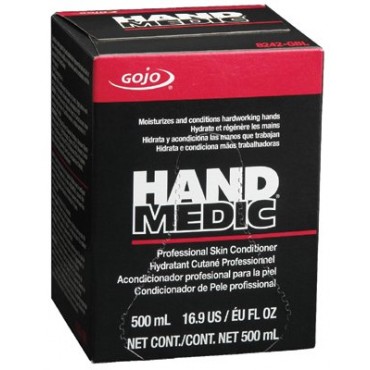 8242-GBL
GOJO
Moisturizes and conditions hardworking hands
Hydrate et régénère les mains
Hidrata y acondiciona las manos que trabajan
Hidrata e condiciona mãos trabalhadoras
HAND
MEDIC®
Professional Skin Conditioner
Hydratant Cutané Professionnel
Acondicionador profesional para la piel
Condicionador de Pele profissional
500 mL 16.9 US / ÉU FL OZ
NET CONT./CONT. NET 500 mL